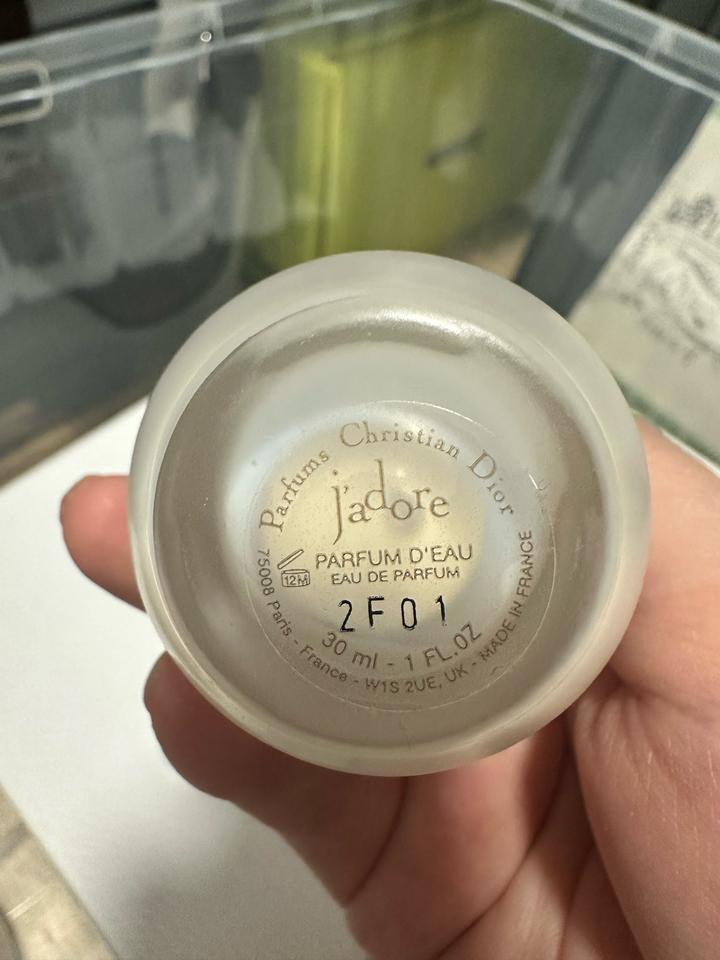 Parfums Christian Dior
j'adore
12M
PARFUM D'EAU
EAU DE PARFUM
2F01
30 ml - 1 FL.OZ
75008 Paris - France - W1S 2UE, UK - MADE IN FRANCE